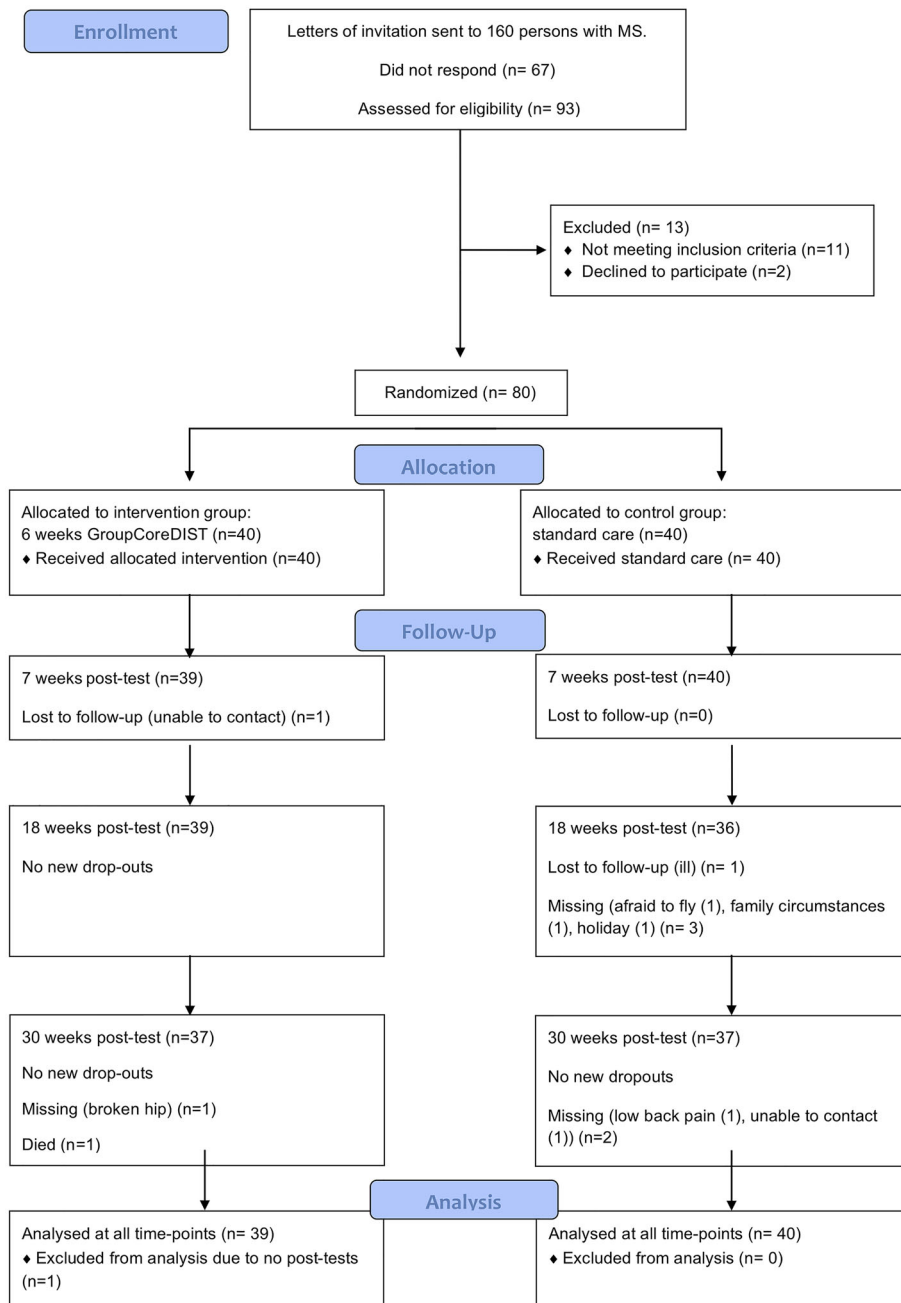 Enrollment
Letters of invitation sent to 160 persons with MS.
Did not respond (n= 67)
Assessed for eligibility (n= 93)
Excluded (n= 13)
♦ Not meeting inclusion criteria (n=11)
♦ Declined to participate (n=2)
Randomized (n= 80)
Allocation
Allocated to intervention group:
6 weeks GroupCoreDIST (n=40)
♦ Received allocated intervention (n=40)
Allocated to control group:
standard care (n=40)
♦ Received standard care (n= 40)
Follow-Up
7 weeks post-test (n=39)
Lost to follow-up (unable to contact) (n=1)
7 weeks post-test (n=40)
Lost to follow-up (n=0)
18 weeks post-test (n=39)
No new drop-outs
18 weeks post-test (n=36)
Lost to follow-up (ill) (n= 1)
Missing (afraid to fly (1), family circumstances
(1), holiday (1) (n= 3)
30 weeks post-test (n=37)
No new drop-outs
Missing (broken hip) (n=1)
Died (n=1)
30 weeks post-test (n=37)
No new dropouts
Missing (low back pain (1), unable to contact
(1)) (n=2)
Analysis
Analysed at all time-points (n= 39)
♦ Excluded from analysis due to no post-tests
(n=1)
Analysed at all time-points (n= 40)
♦ Excluded from analysis (n= 0)